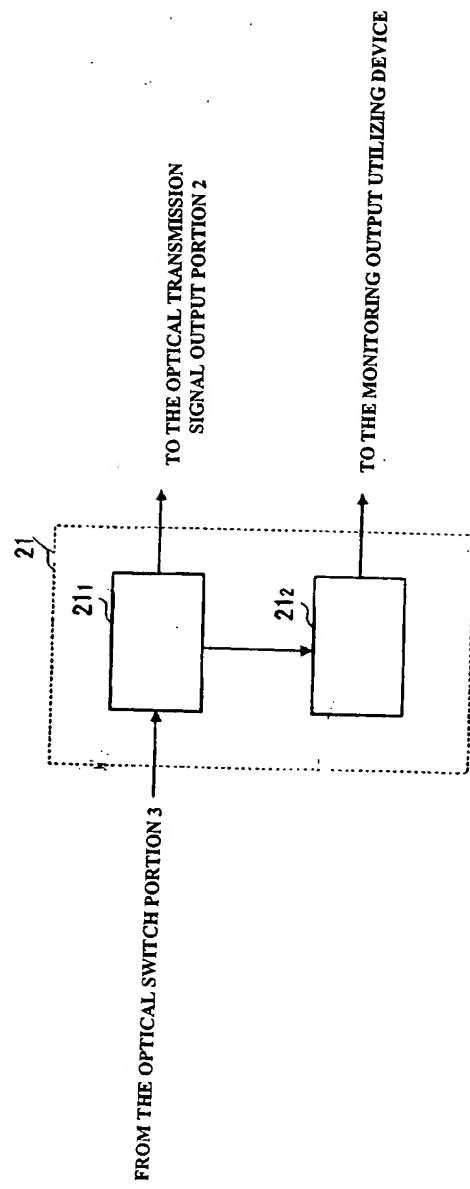 21
21₁
21₂
FROM THE OPTICAL SWITCH PORTION 3
TO THE OPTICAL TRANSMISSION
SIGNAL OUTPUT PORTION 2
TO THE MONITORING OUTPUT UTILIZING DEVICE